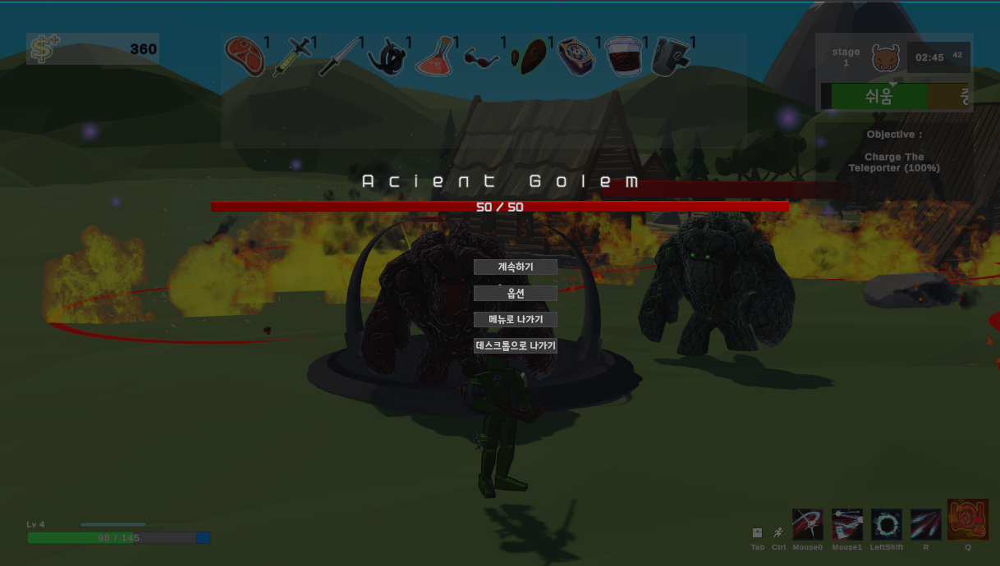 360
1 1 1 1 1 1 1 1 1 1
stage
1
02:45 42
쉬움
Objective :
Charge The
Teleporter (100%)
Acient Golem
50 / 50
계속하기
옵션
메뉴로 나가기
데스크톱으로 나가기
Lv 4
98 / 145
Tab Ctrl Mouse0 Mouse1 LeftShift R Q